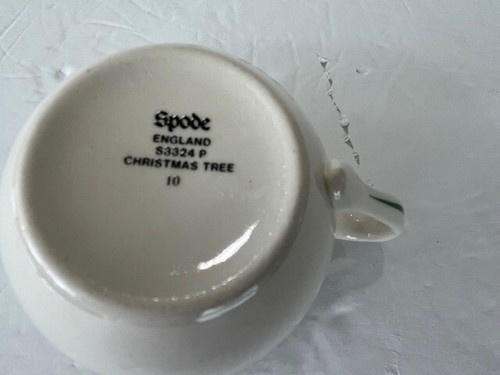 Spode
ENGLAND
S3324 P
CHRISTMAS TREE
10